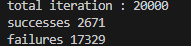 total iteration : 20000
successes 2671
failures 17329